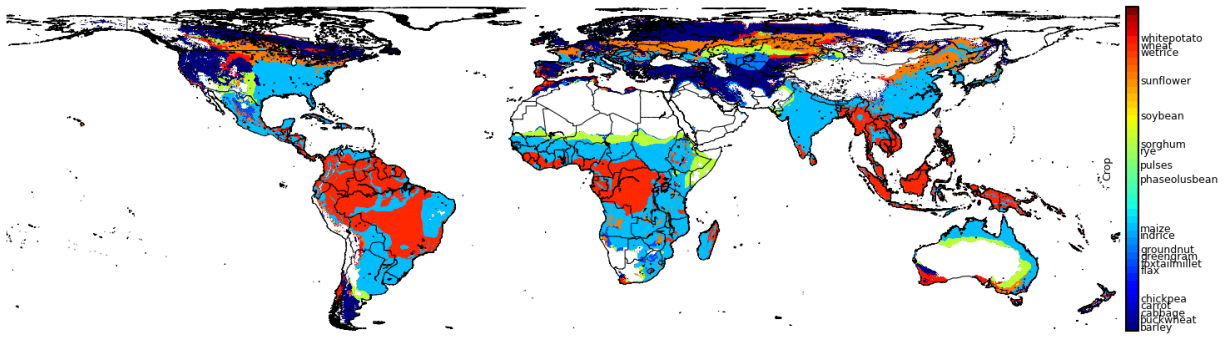 whitepotato
wheat
wetrice
sunflower
soybean
sorghum
rye
pulses
phaseolusbean
maize
indrice
groundnut
greengram
foxtailmillet
flax
chickpea
carrot
cabbage
buckwheat
barley
Crop